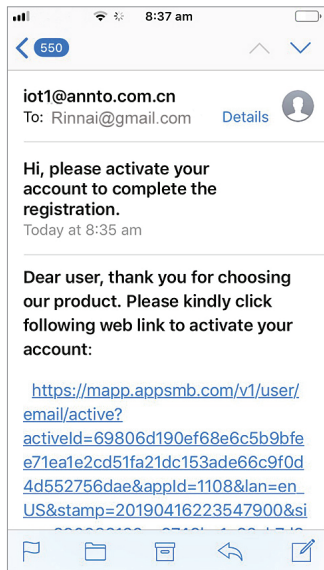 8:37 am
550
iot1@annto.com.cn
To: Rinnai@gmail.com Details
Hi, please activate your
account to complete the
registration.
Today at 8:35 am
Dear user, thank you for choosing
our product. Please kindly click
following web link to activate your
account:
https://mapp.appsmb.com/v1/user/
email/active?
activeId=69806d190ef68e6c5b9bfe
e71ea1e2cd51fa21dc153ade66c9f0d
4d552756dae&appId=1108&lan=en_
US&stamp=20190416223547900&si